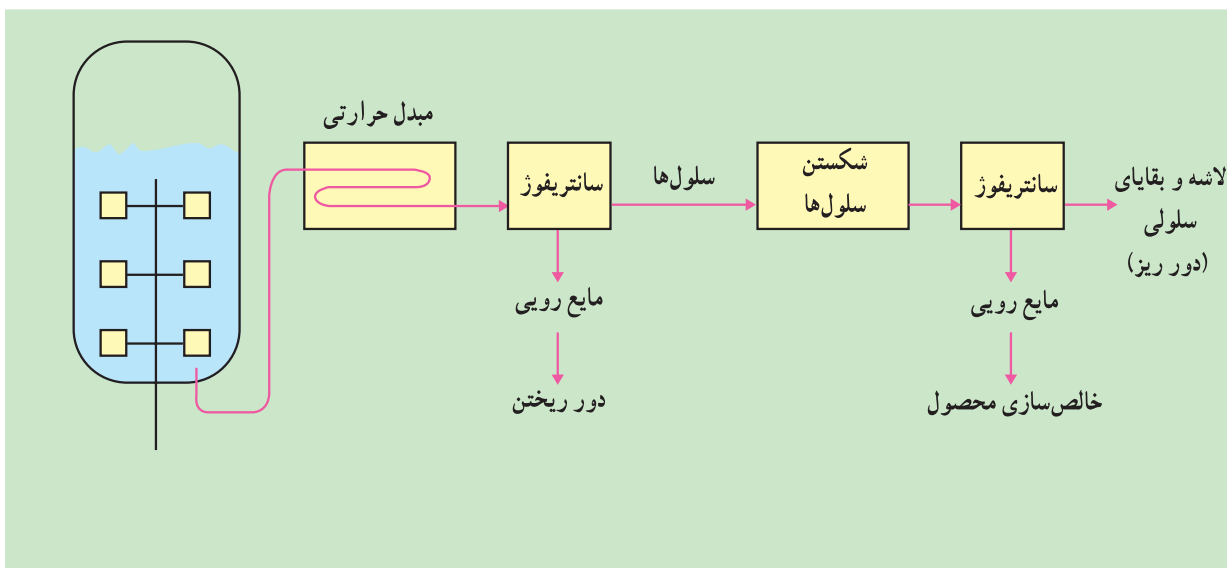 مبدل حرارتی
سانتریفوژ
سلول‌ها
شکستن
سلول‌ها
سانتریفوژ
لاشه و بقایای
سلولی
(دور ریز)
مایع رویی
دور ریختن
مایع رویی
خالص‌سازی محصول